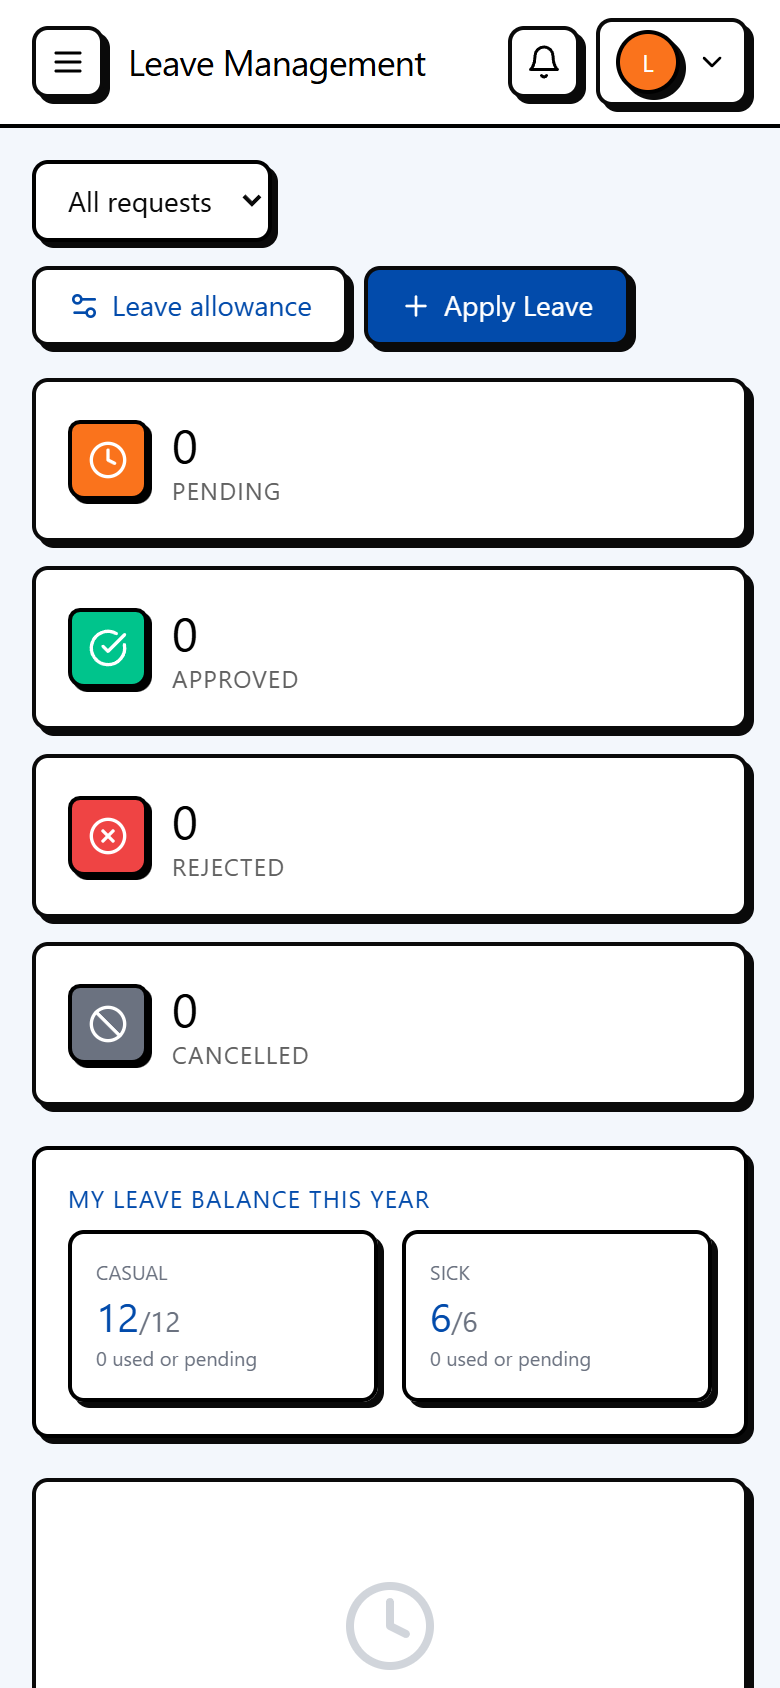 Leave Management
L
All requests
Leave allowance
Apply Leave
0
PENDING
0
APPROVED
0
REJECTED
0
CANCELLED
MY LEAVE BALANCE THIS YEAR
CASUAL
12/12
0 used or pending
SICK
6/6
0 used or pending